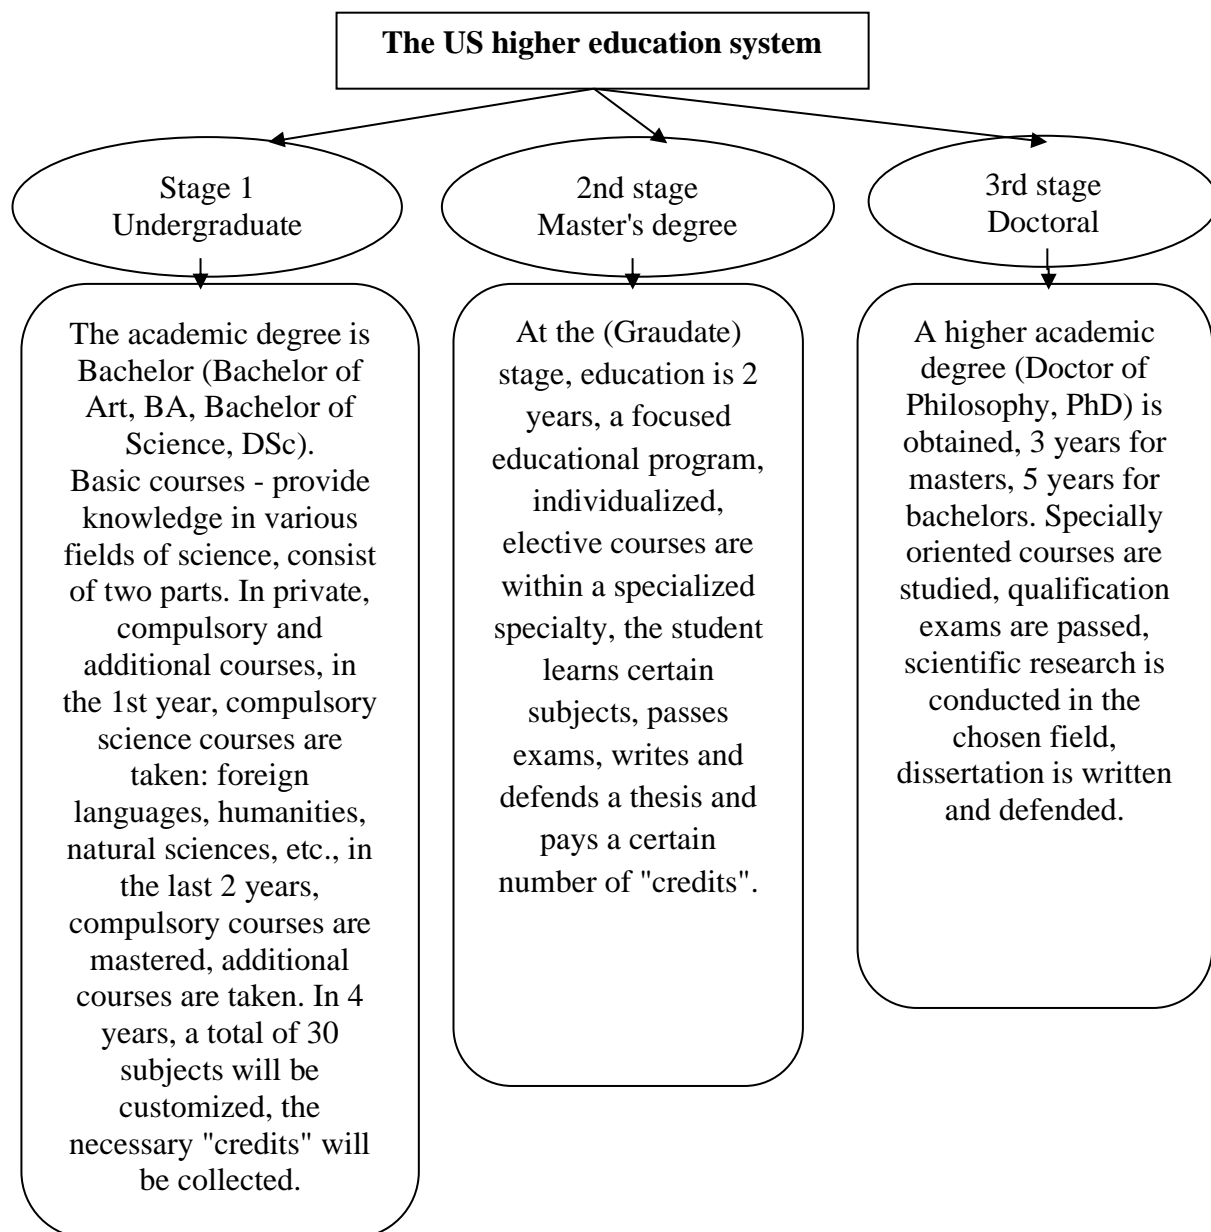 The US higher education system
Stage 1
Undergraduate
2nd stage
Master's degree
3rd stage
Doctoral
The academic degree is
Bachelor (Bachelor of
Art, BA, Bachelor of
Science, DSc).
Basic courses - provide
knowledge in various
fields of science, consist
of two parts. In private,
compulsory and
additional courses, in
the 1st year, compulsory
science courses are
taken: foreign
languages, humanities,
natural sciences, etc., in
the last 2 years,
compulsory courses are
mastered, additional
courses are taken. In 4
years, a total of 30
subjects will be
customized, the
necessary "credits" will
be collected.
At the (Graudate)
stage, education is 2
years, a focused
educational program,
individualized,
elective courses are
within a specialized
specialty, the student
learns certain
subjects, passes
exams, writes and
defends a thesis and
pays a certain
number of "credits".
A higher academic
degree (Doctor of
Philosophy, PhD) is
obtained, 3 years for
masters, 5 years for
bachelors. Specially
oriented courses are
studied, qualification
exams are passed,
scientific research is
conducted in the
chosen field,
dissertation is written
and defended.